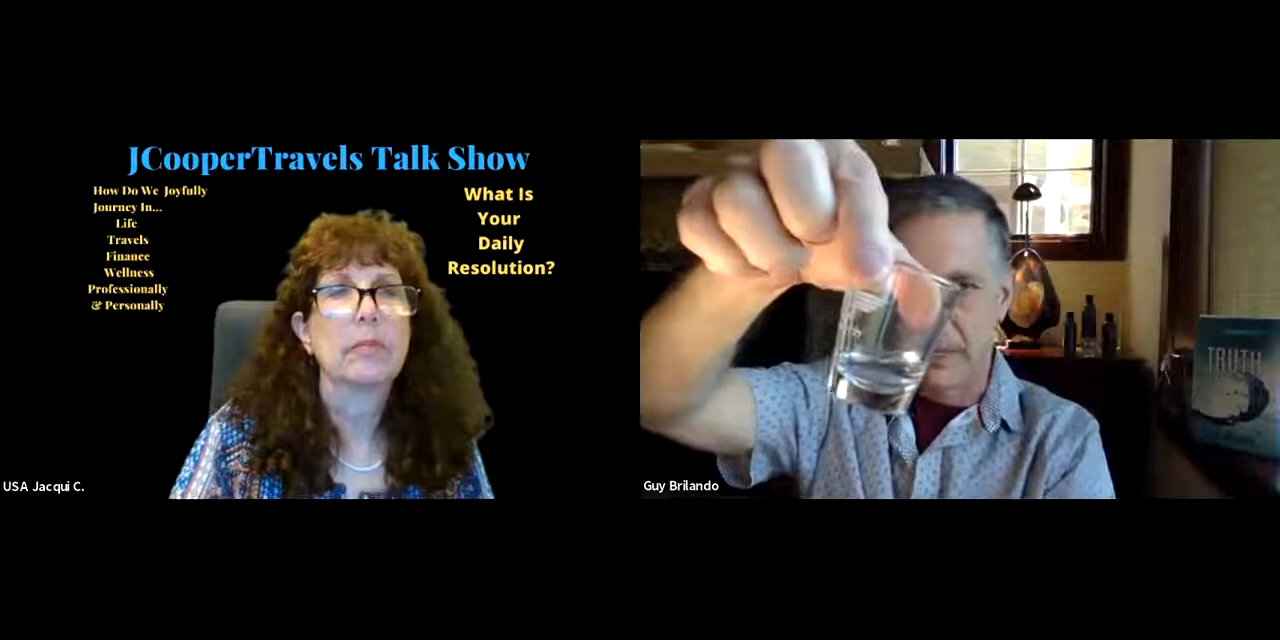 JCooperTravels Talk Show
How Do We Joyfully
Journey In...
Life
Travels
Finance
Wellness
Professionally
& Personally
What Is
Your
Daily
Resolution?
USA Jacqui C.
Guy Brilando
TRUTH